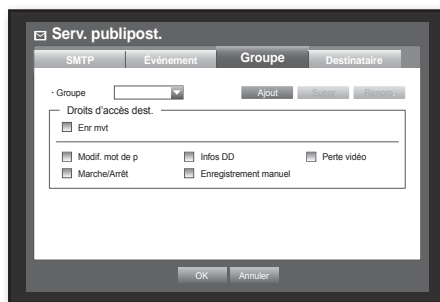 Serv. publipost.
SMTP Événement Groupe Destinataire
· Groupe Ajout Suppr Renom.
Droits d'accès dest.
Enr mvt
Modif. mot de p Infos DD Perte vidéo
Marche/Arrêt Enregistrement manuel
OK Annuler